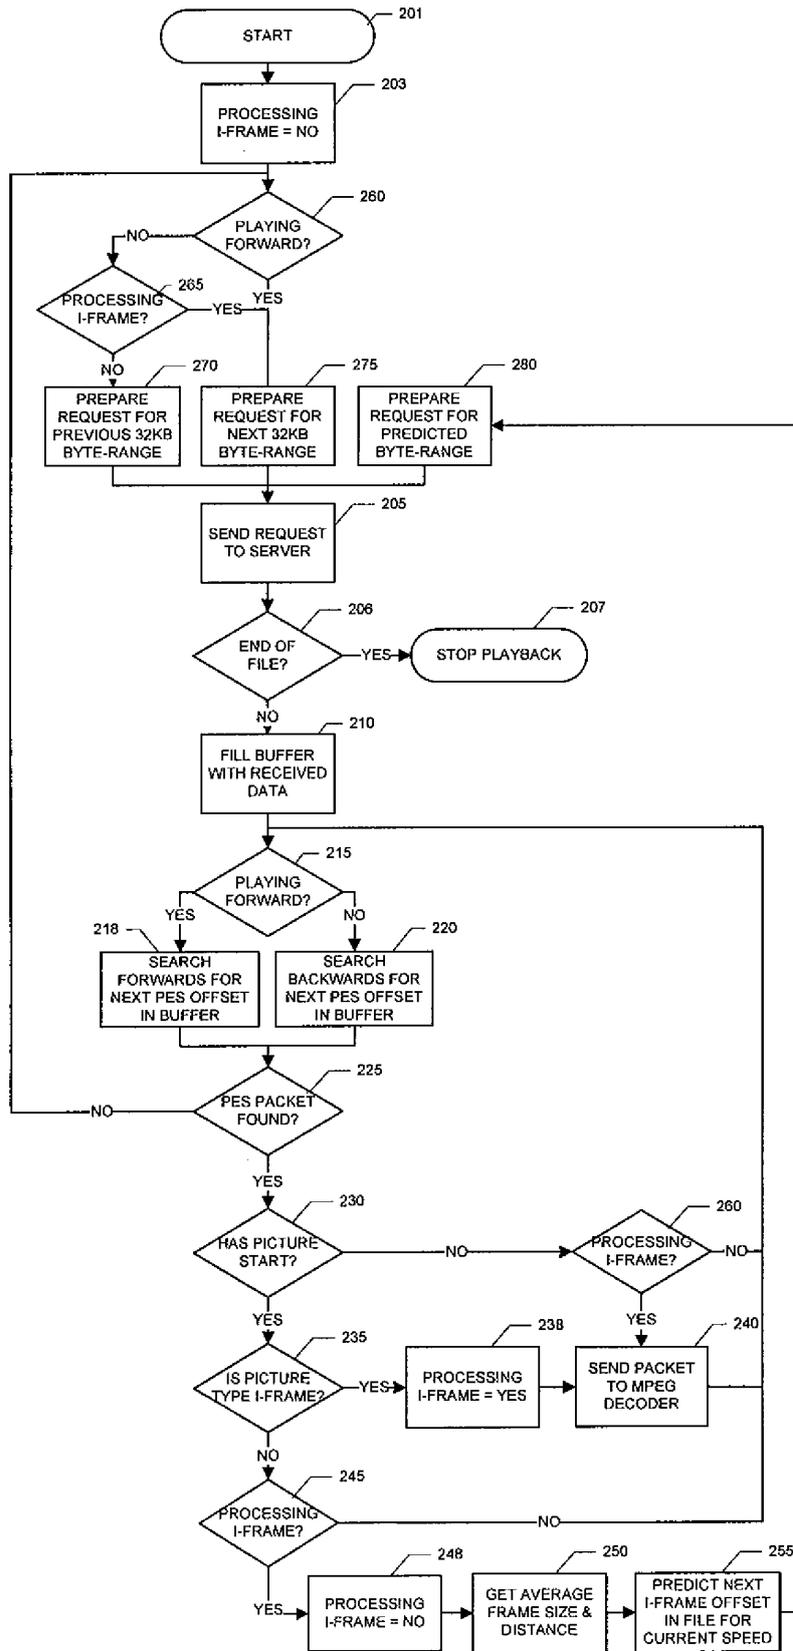 201
START
203
PROCESSING
I-FRAME = NO
260
PLAYING
FORWARD?
NO
265
PROCESSING
I-FRAME?
YES
YES
NO
270
PREPARE
REQUEST FOR
PREVIOUS 32KB
BYTE-RANGE
275
PREPARE
REQUEST FOR
NEXT 32KB
BYTE-RANGE
280
PREPARE
REQUEST FOR
PREDICTED
BYTE-RANGE
205
SEND REQUEST
TO SERVER
206
END OF
FILE?
YES
207
STOP PLAYBACK
NO
210
FILL BUFFER
WITH RECEIVED
DATA
215
PLAYING
FORWARD?
YES
NO
218
SEARCH
FORWARDS FOR
NEXT PES OFFSET
IN BUFFER
220
SEARCH
BACKWARDS FOR
NEXT PES OFFSET
IN BUFFER
225
PES PACKET
FOUND?
NO
YES
230
HAS PICTURE
START?
NO
260
PROCESSING
I-FRAME?
NO
YES
YES
235
IS PICTURE
TYPE I-FRAME?
YES
238
PROCESSING
I-FRAME = YES
240
SEND PACKET
TO MPEG
DECODER
NO
245
PROCESSING
I-FRAME?
NO
YES
248
PROCESSING
I-FRAME = NO
250
GET AVERAGE
FRAME SIZE &
DISTANCE
255
PREDICT NEXT
I-FRAME OFFSET
IN FILE FOR
CURRENT SPEED